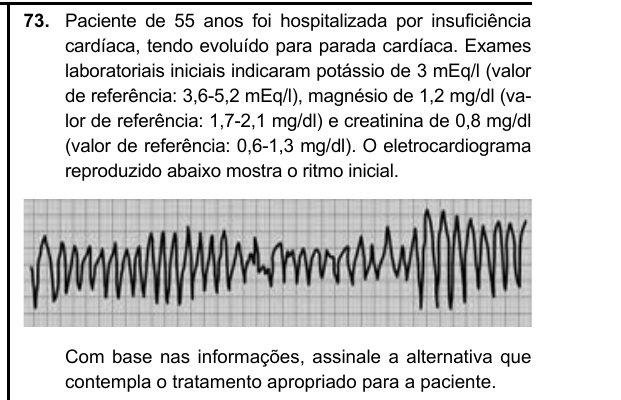 73. Paciente de 55 anos foi hospitalizada por insuficiência
cardíaca, tendo evoluído para parada cardíaca. Exames
laboratoriais iniciais indicaram potássio de 3 mEq/l (valor
de referência: 3,6-5,2 mEq/l), magnésio de 1,2 mg/dl (va-
lor de referência: 1,7-2,1 mg/dl) e creatinina de 0,8 mg/dl
(valor de referência: 0,6-1,3 mg/dl). O eletrocardiograma
reproduzido abaixo mostra o ritmo inicial.
Com base nas informações, assinale a alternativa que
contempla o tratamento apropriado para a paciente.